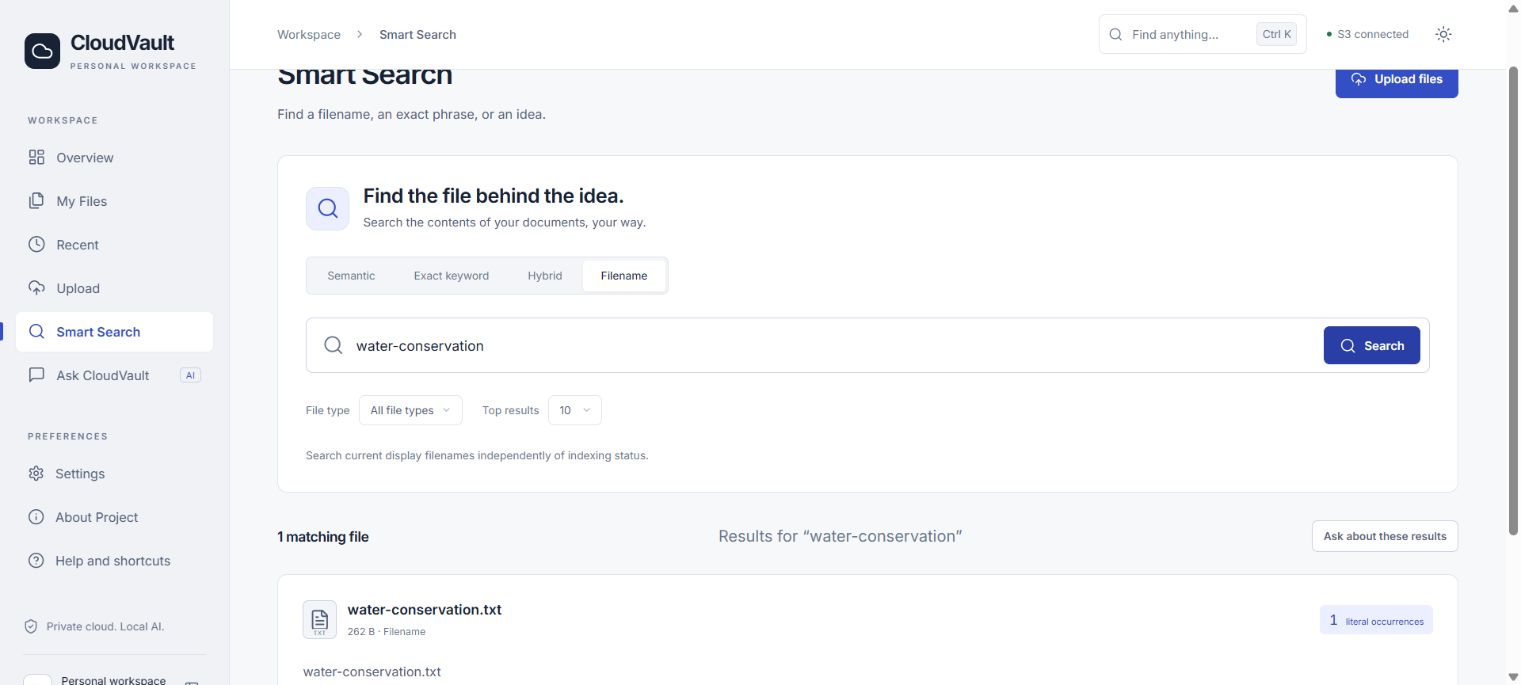 CloudVault
PERSONAL WORKSPACE
WORKSPACE
Overview
My Files
Recent
Upload
Smart Search
Ask CloudVault AI
PREFERENCES
Settings
About Project
Help and shortcuts
Private cloud. Local AI.
Personal workspace
Workspace > Smart Search
Find anything... Ctrl K
S3 connected
Smart Search
Upload files
Find a filename, an exact phrase, or an idea.
Find the file behind the idea.
Search the contents of your documents, your way.
Semantic Exact keyword Hybrid Filename
water-conservation
Search
File type All file types Top results 10
Search current display filenames independently of indexing status.
1 matching file Results for “water-conservation” Ask about these results
TXT
water-conservation.txt
262 B · Filename
1 literal occurrences
water-conservation.txt